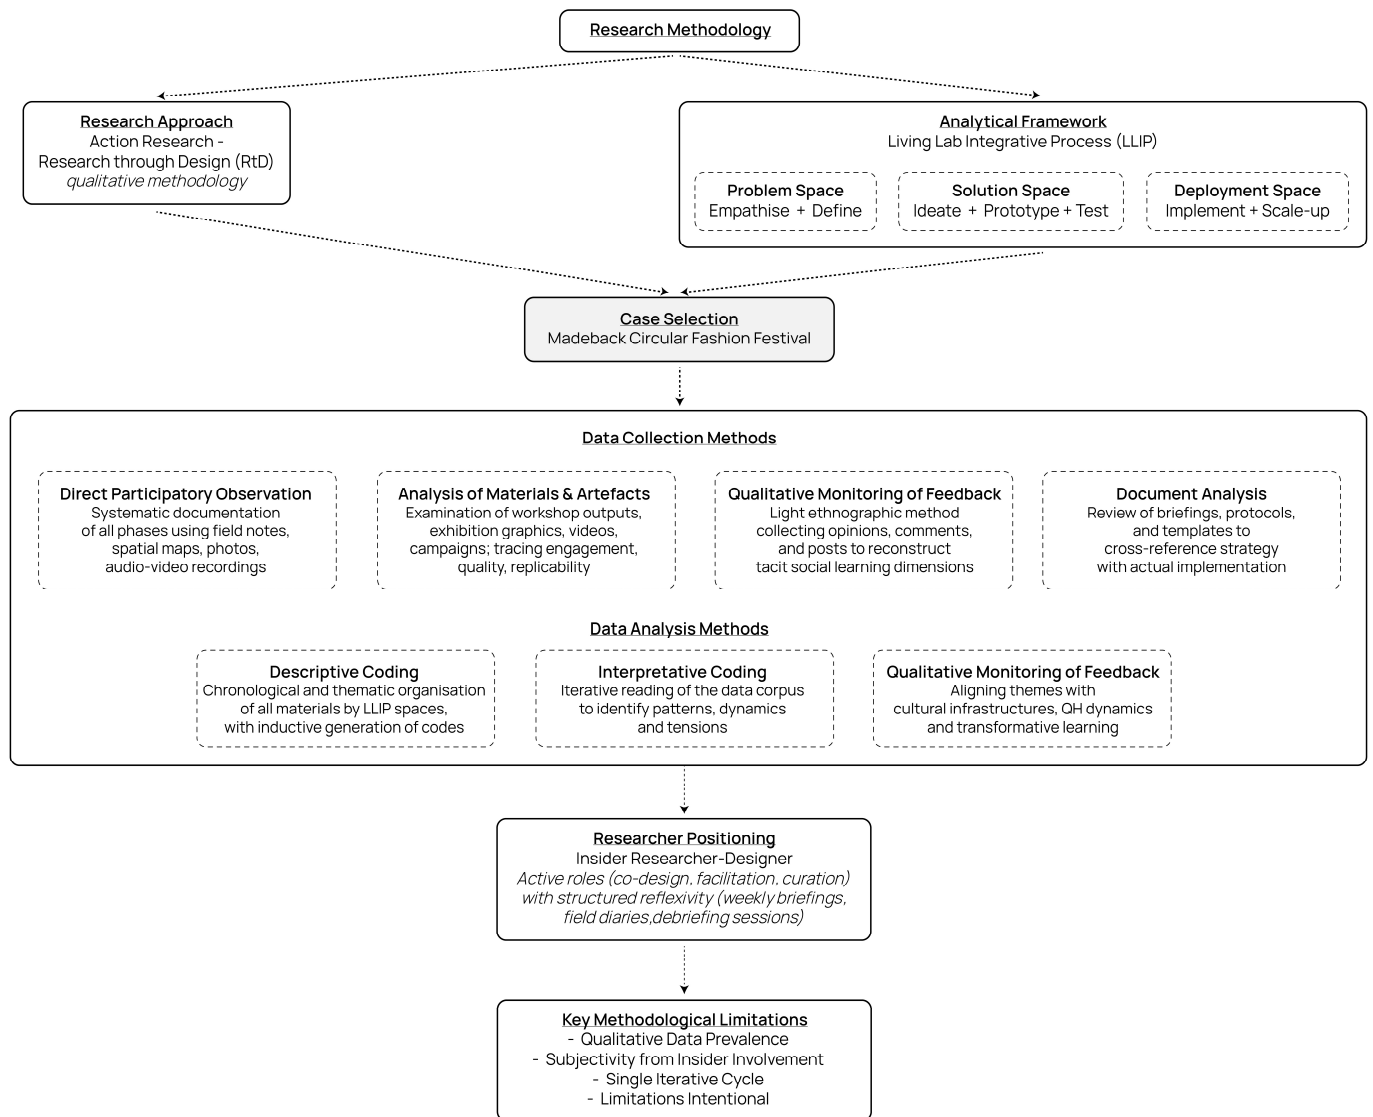 Research Methodology
Research Approach
Action Research -
Research through Design (RtD)
qualitative methodology
Analytical Framework
Living Lab Integrative Process (LLIP)
Problem Space
Empathise + Define
Solution Space
Ideate + Prototype + Test
Deployment Space
Implement + Scale-up
Case Selection
Madeback Circular Fashion Festival
Data Collection Methods
Direct Participatory Observation
Systematic documentation
of all phases using field notes,
spatial maps, photos,
audio-video recordings
Analysis of Materials & Artefacts
Examination of workshop outputs,
exhibition graphics, videos,
campaigns; tracing engagement,
quality, replicability
Qualitative Monitoring of Feedback
Light ethnographic method
collecting opinions, comments,
and posts to reconstruct
tacit social learning dimensions
Document Analysis
Review of briefings, protocols,
and templates to
cross-reference strategy
with actual implementation
Data Analysis Methods
Descriptive Coding
Chronological and thematic organisation
of all materials by LLIP spaces,
with inductive generation of codes
Interpretative Coding
Iterative reading of the data corpus
to identify patterns, dynamics
and tensions
Qualitative Monitoring of Feedback
Aligning themes with
cultural infrastructures, QH dynamics
and transformative learning
Researcher Positioning
Insider Researcher-Designer
Active roles (co-design, facilitation, curation)
with structured reflexivity (weekly briefings,
field diaries,debriefing sessions)
Key Methodological Limitations
- Qualitative Data Prevalence
- Subjectivity from Insider Involvement
- Single Iterative Cycle
- Limitations Intentional